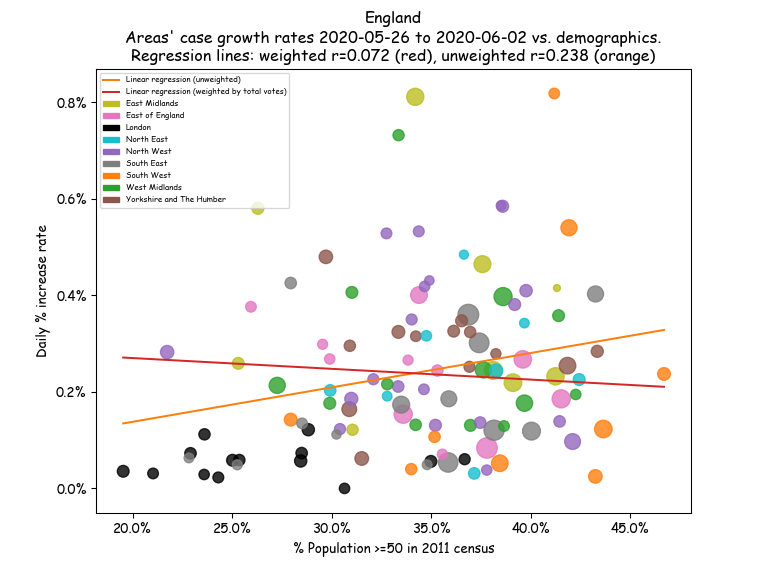 England
Areas' case growth rates 2020-05-26 to 2020-06-02 vs. demographics.
Regression lines: weighted r=0.072 (red), unweighted r=0.238 (orange)
Linear regression (unweighted)
Linear regression (weighted by total votes)
East Midlands
East of England
London
North East
North West
South East
South West
West Midlands
Yorkshire and The Humber
Daily % increase rate
0.8%
0.6%
0.4%
0.2%
0.0%
20.0% 25.0% 30.0% 35.0% 40.0% 45.0%
% Population >=50 in 2011 census